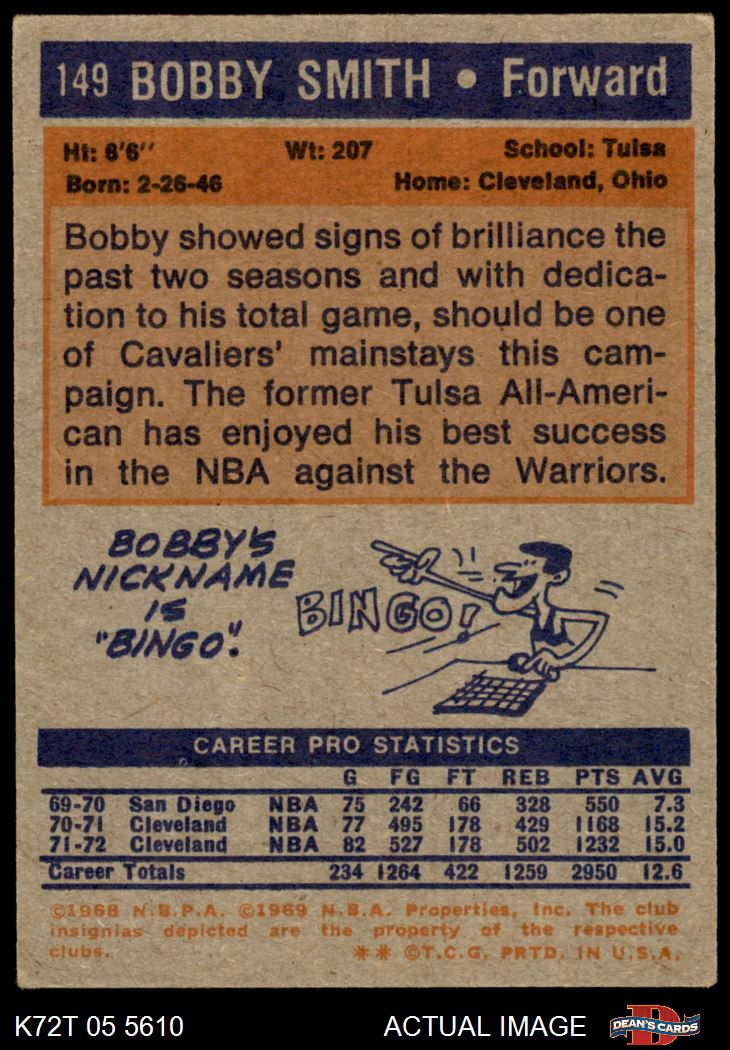 149 BOBBY SMITH • Forward
Ht: 6'6'' Wt: 207 School: Tulsa
Born: 2-26-46 Home: Cleveland, Ohio
Bobby showed signs of brilliance the
past two seasons and with dedica-
tion to his total game, should be one
of Cavaliers' mainstays this cam-
paign. The former Tulsa All-Ameri-
can has enjoyed his best success
in the NBA against the Warriors.
BOBBY'S
NICKNAME
IS
"BINGO".
BINGO!
CAREER PRO STATISTICS
G FG FT REB PTS AVG
69-70 San Diego NBA 75 242 66 328 550 7.3
70-71 Cleveland NBA 77 495 178 429 1168 15.2
71-72 Cleveland NBA 82 527 178 502 1232 15.0
Career Totals 234 1264 422 1259 2950 12.6
©1968 N.B.P.A. ©1969 N.B.A. Properties, Inc. The club
insignias depicted are the property of the respective
clubs. ** ©T.C.G. PRTD. IN U.S.A.
K72T 05 5610 ACTUAL IMAGE D DEAN'S CARDS